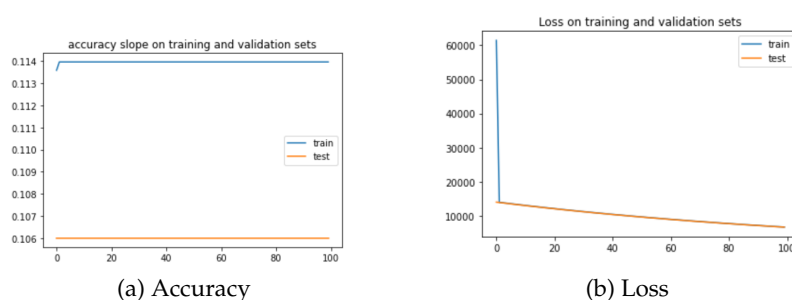 accuracy slope on training and validation sets
0.114
0.113
0.112
0.111
0.110
0.109
0.108
0.107
0.106
train
test
0 20 40 60 80 100
(a) Accuracy
Loss on training and validation sets
60000
50000
40000
30000
20000
10000
train
test
0 20 40 60 80 100
(b) Loss